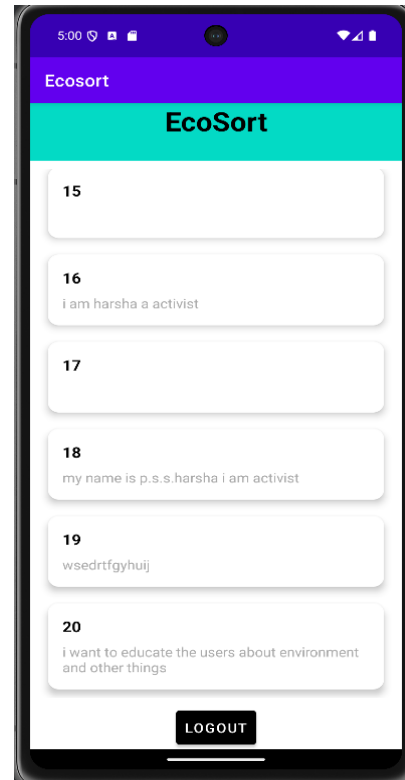 5:00
Ecosort
EcoSort
15
16
i am harsha a activist
17
18
my name is p.s.s.harsha i am activist
19
wsedrtfgyhuij
20
i want to educate the users about environment
and other things
LOGOUT